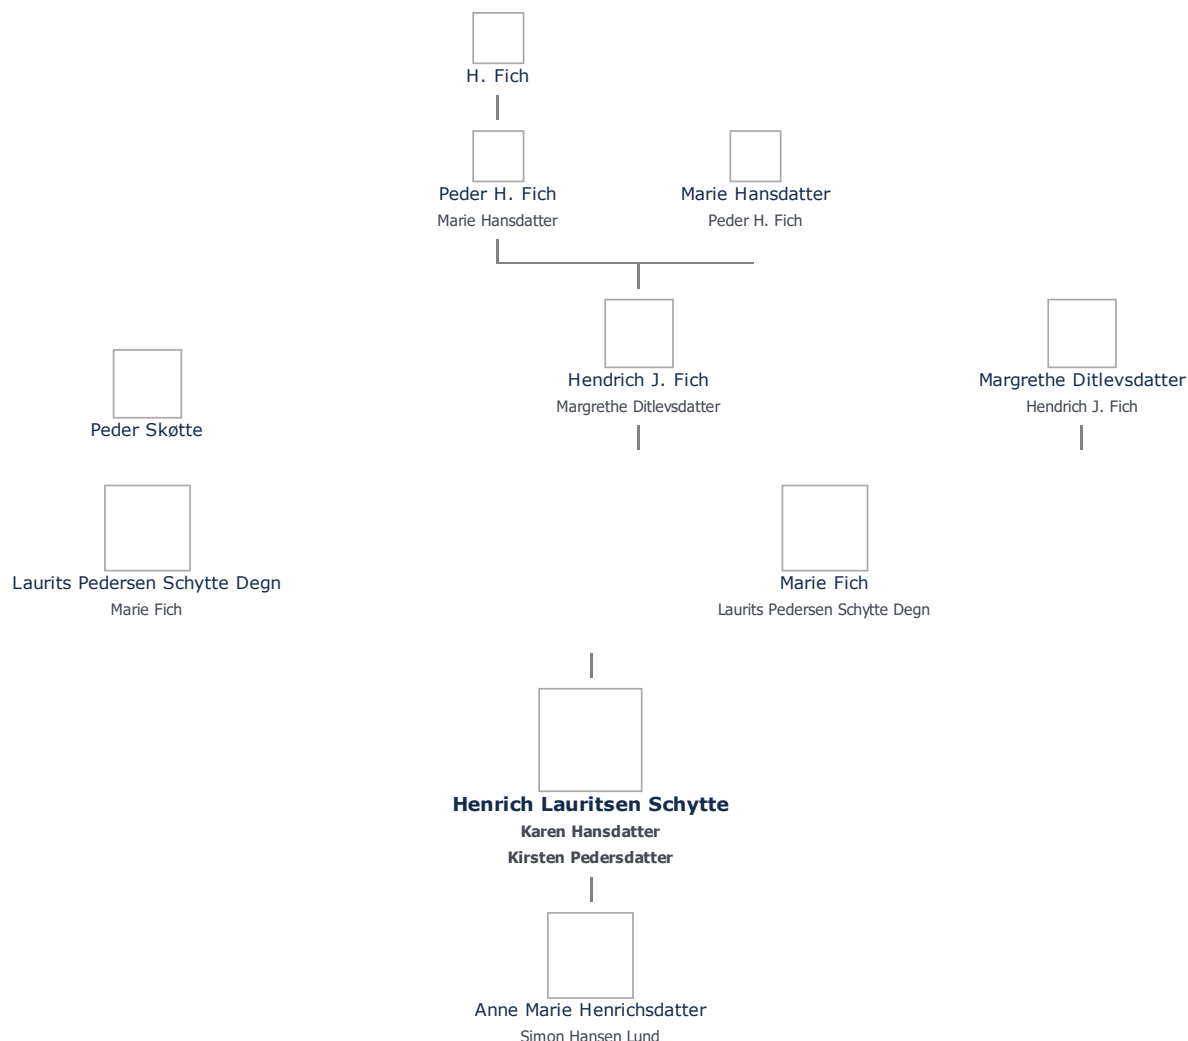 H. Fich
Peder H. Fich
Marie Hansdatter
Marie Hansdatter
Peder H. Fich
Hendrich J. Fich
Margrethe Ditlevsdatter
Margrethe Ditlevsdatter
Hendrich J. Fich
Peder Skøtte
Laurits Pedersen Schytte Degn
Marie Fich
Marie Fich
Laurits Pedersen Schytte Degn
Henrich Lauritsen Schytte
Karen Hansdatter
Kirsten Pedersdatter
Anne Marie Henrichsdatter
Simon Hansen Lund